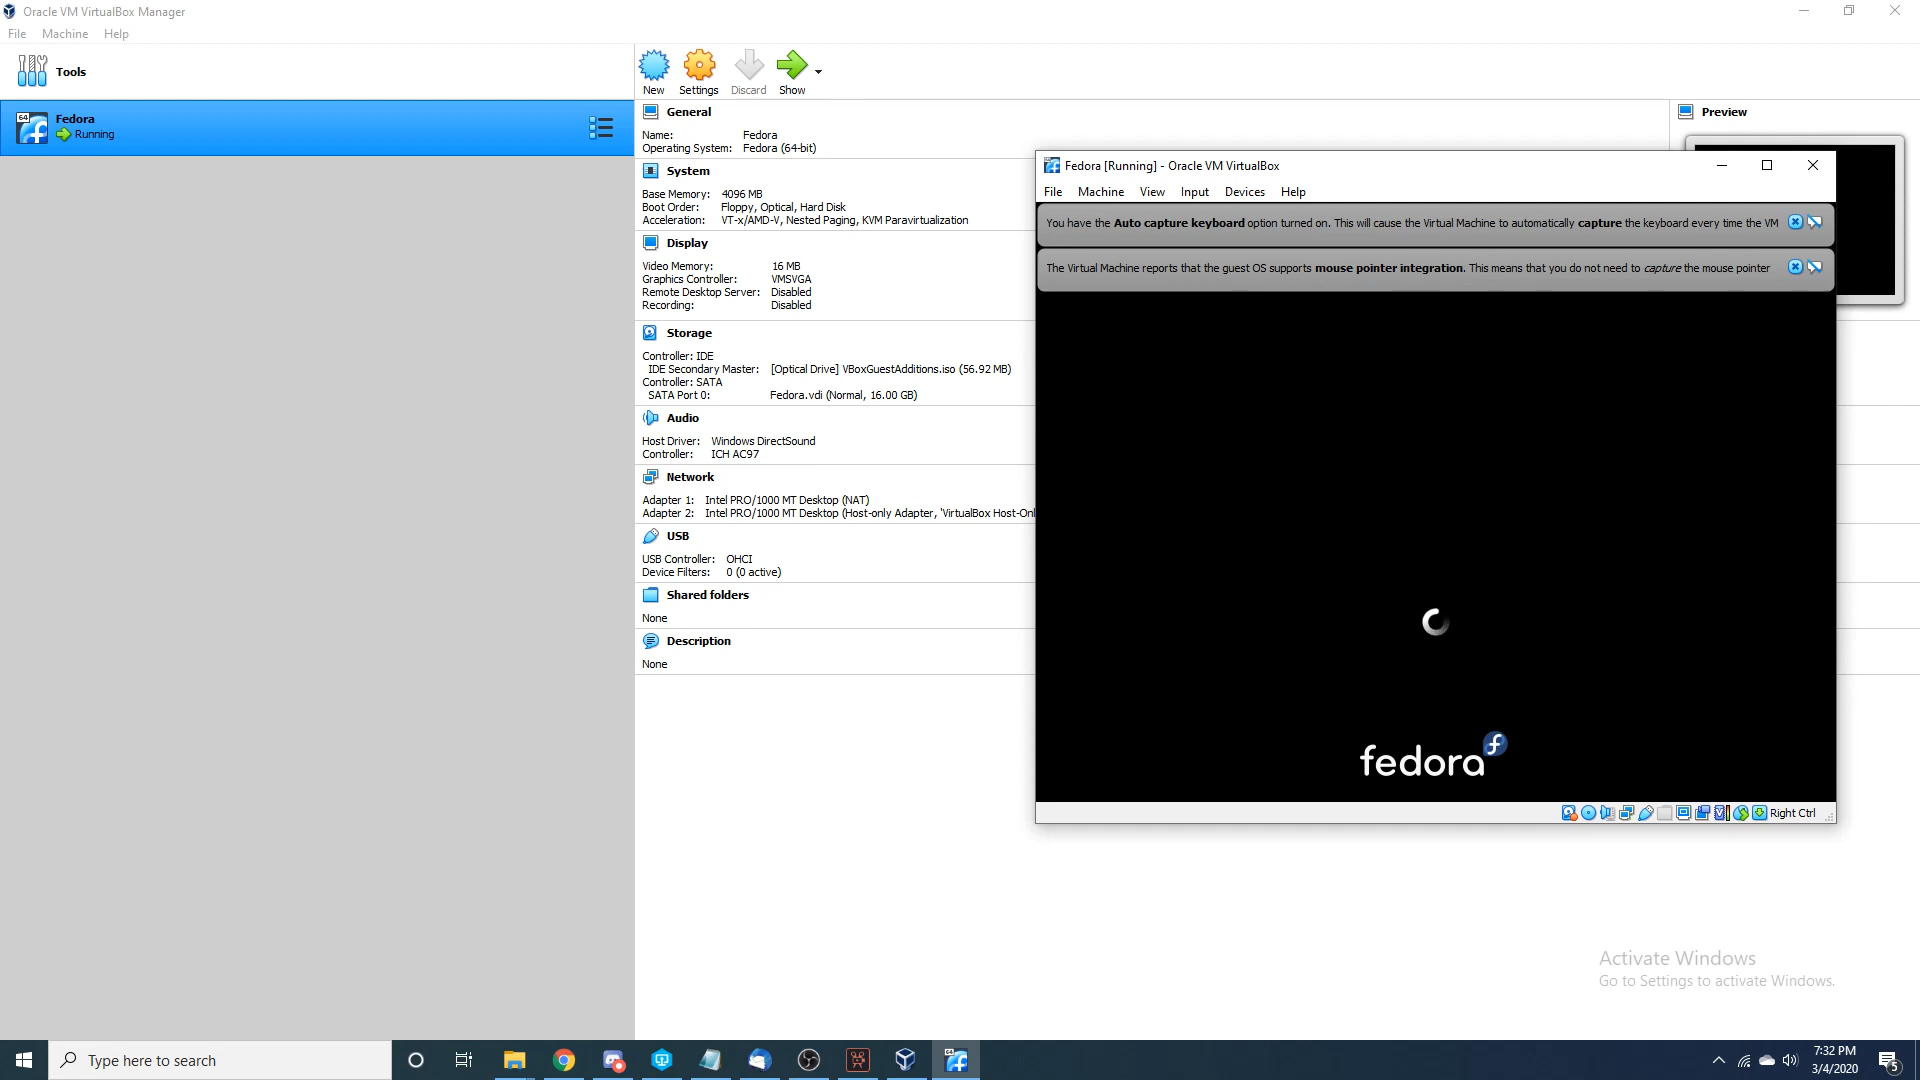 Oracle VM VirtualBox Manager
File Machine Help
Tools
Fedora
Running
New Settings Discard Show
General
Name: Fedora
Operating System: Fedora (64-bit)
System
Base Memory: 4096 MB
Boot Order: Floppy, Optical, Hard Disk
Acceleration: VT-x/AMD-V, Nested Paging, KVM Paravirtualization
Display
Video Memory: 16 MB
Graphics Controller: VMSVGA
Remote Desktop Server: Disabled
Recording: Disabled
Storage
Controller: IDE
IDE Secondary Master: [Optical Drive] VBoxGuestAdditions.iso (56.92 MB)
Controller: SATA
SATA Port 0: Fedora.vdi (Normal, 16.00 GB)
Audio
Host Driver: Windows DirectSound
Controller: ICH AC97
Network
Adapter 1: Intel PRO/1000 MT Desktop (NAT)
Adapter 2: Intel PRO/1000 MT Desktop (Host-only Adapter, 'VirtualBox Host-Onl
USB
USB Controller: OHCI
Device Filters: 0 (0 active)
Shared folders
None
Description
None
Preview
Fedora [Running] - Oracle VM VirtualBox
File Machine View Input Devices Help
You have the Auto capture keyboard option turned on. This will cause the Virtual Machine to automatically capture the keyboard every time the VM
The Virtual Machine reports that the guest OS supports mouse pointer integration. This means that you do not need to capture the mouse pointer
fedora
Right Ctrl
Activate Windows
Go to Settings to activate Windows.
Type here to search
7:32 PM
3/4/2020
5